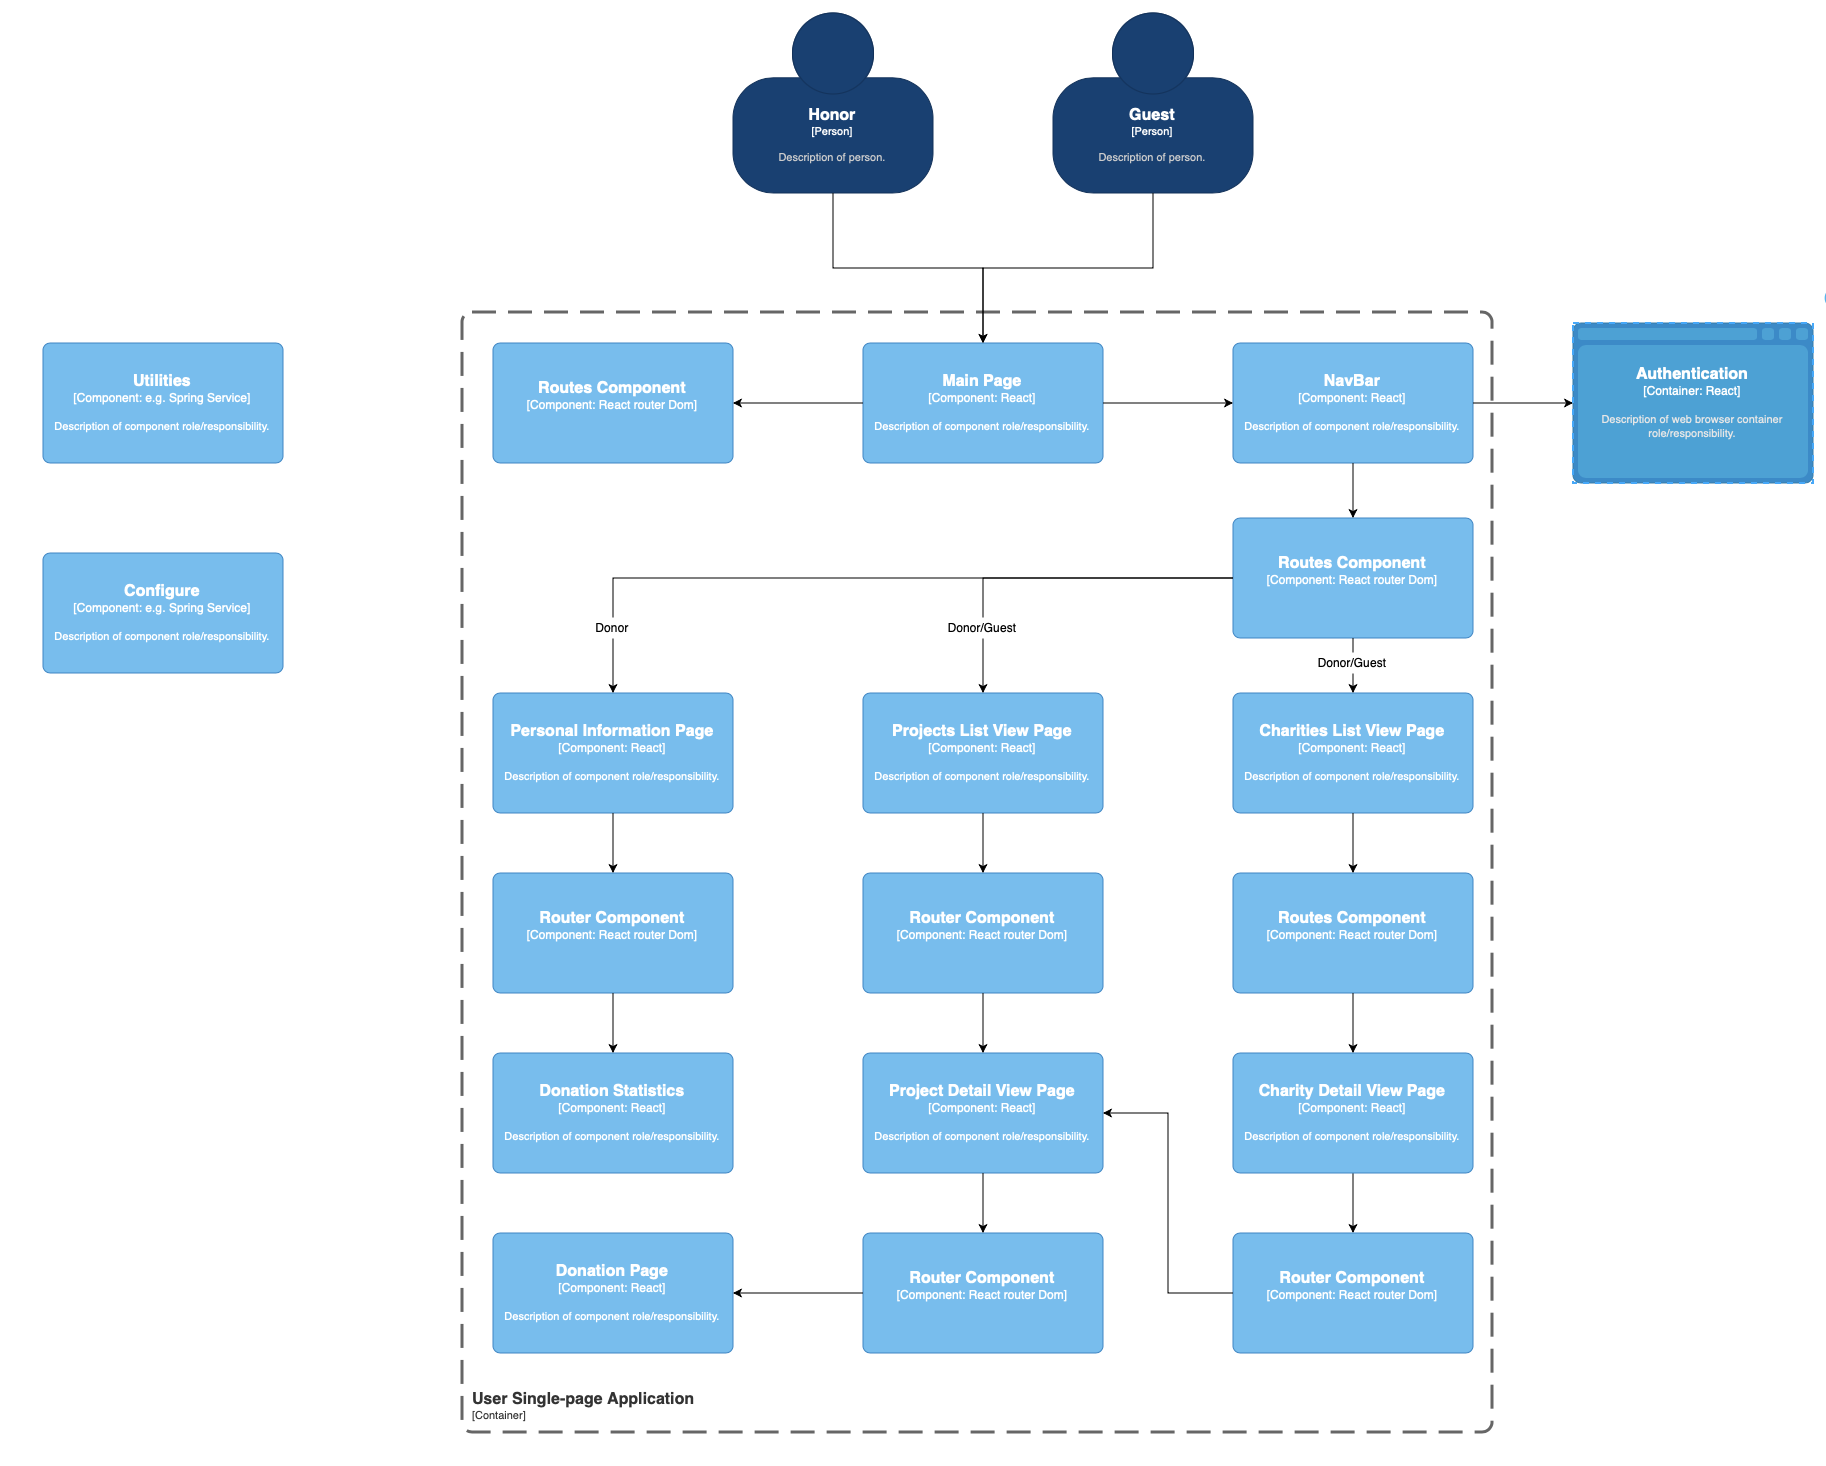 Honor
[Person]
Description of person.
Guest
[Person]
Description of person.
Utilities
[Component: e.g. Spring Service]
Description of component role/responsibility.
Routes Component
[Component: React router Dom]
Main Page
[Component: React]
Description of component role/responsibility.
NavBar
[Component: React]
Description of component role/responsibility.
Authentication
[Container: React]
Description of web browser container
role/responsibility.
Configure
[Component: e.g. Spring Service]
Description of component role/responsibility.
Routes Component
[Component: React router Dom]
Donor
Donor/Guest
Donor/Guest
Personal Information Page
[Component: React]
Description of component role/responsibility.
Projects List View Page
[Component: React]
Description of component role/responsibility.
Charities List View Page
[Component: React]
Description of component role/responsibility.
Router Component
[Component: React router Dom]
Router Component
[Component: React router Dom]
Routes Component
[Component: React router Dom]
Donation Statistics
[Component: React]
Description of component role/responsibility.
Project Detail View Page
[Component: React]
Description of component role/responsibility.
Charity Detail View Page
[Component: React]
Description of component role/responsibility.
Donation Page
[Component: React]
Description of component role/responsibility.
Router Component
[Component: React router Dom]
Router Component
[Component: React router Dom]
User Single-page Application
[Container]